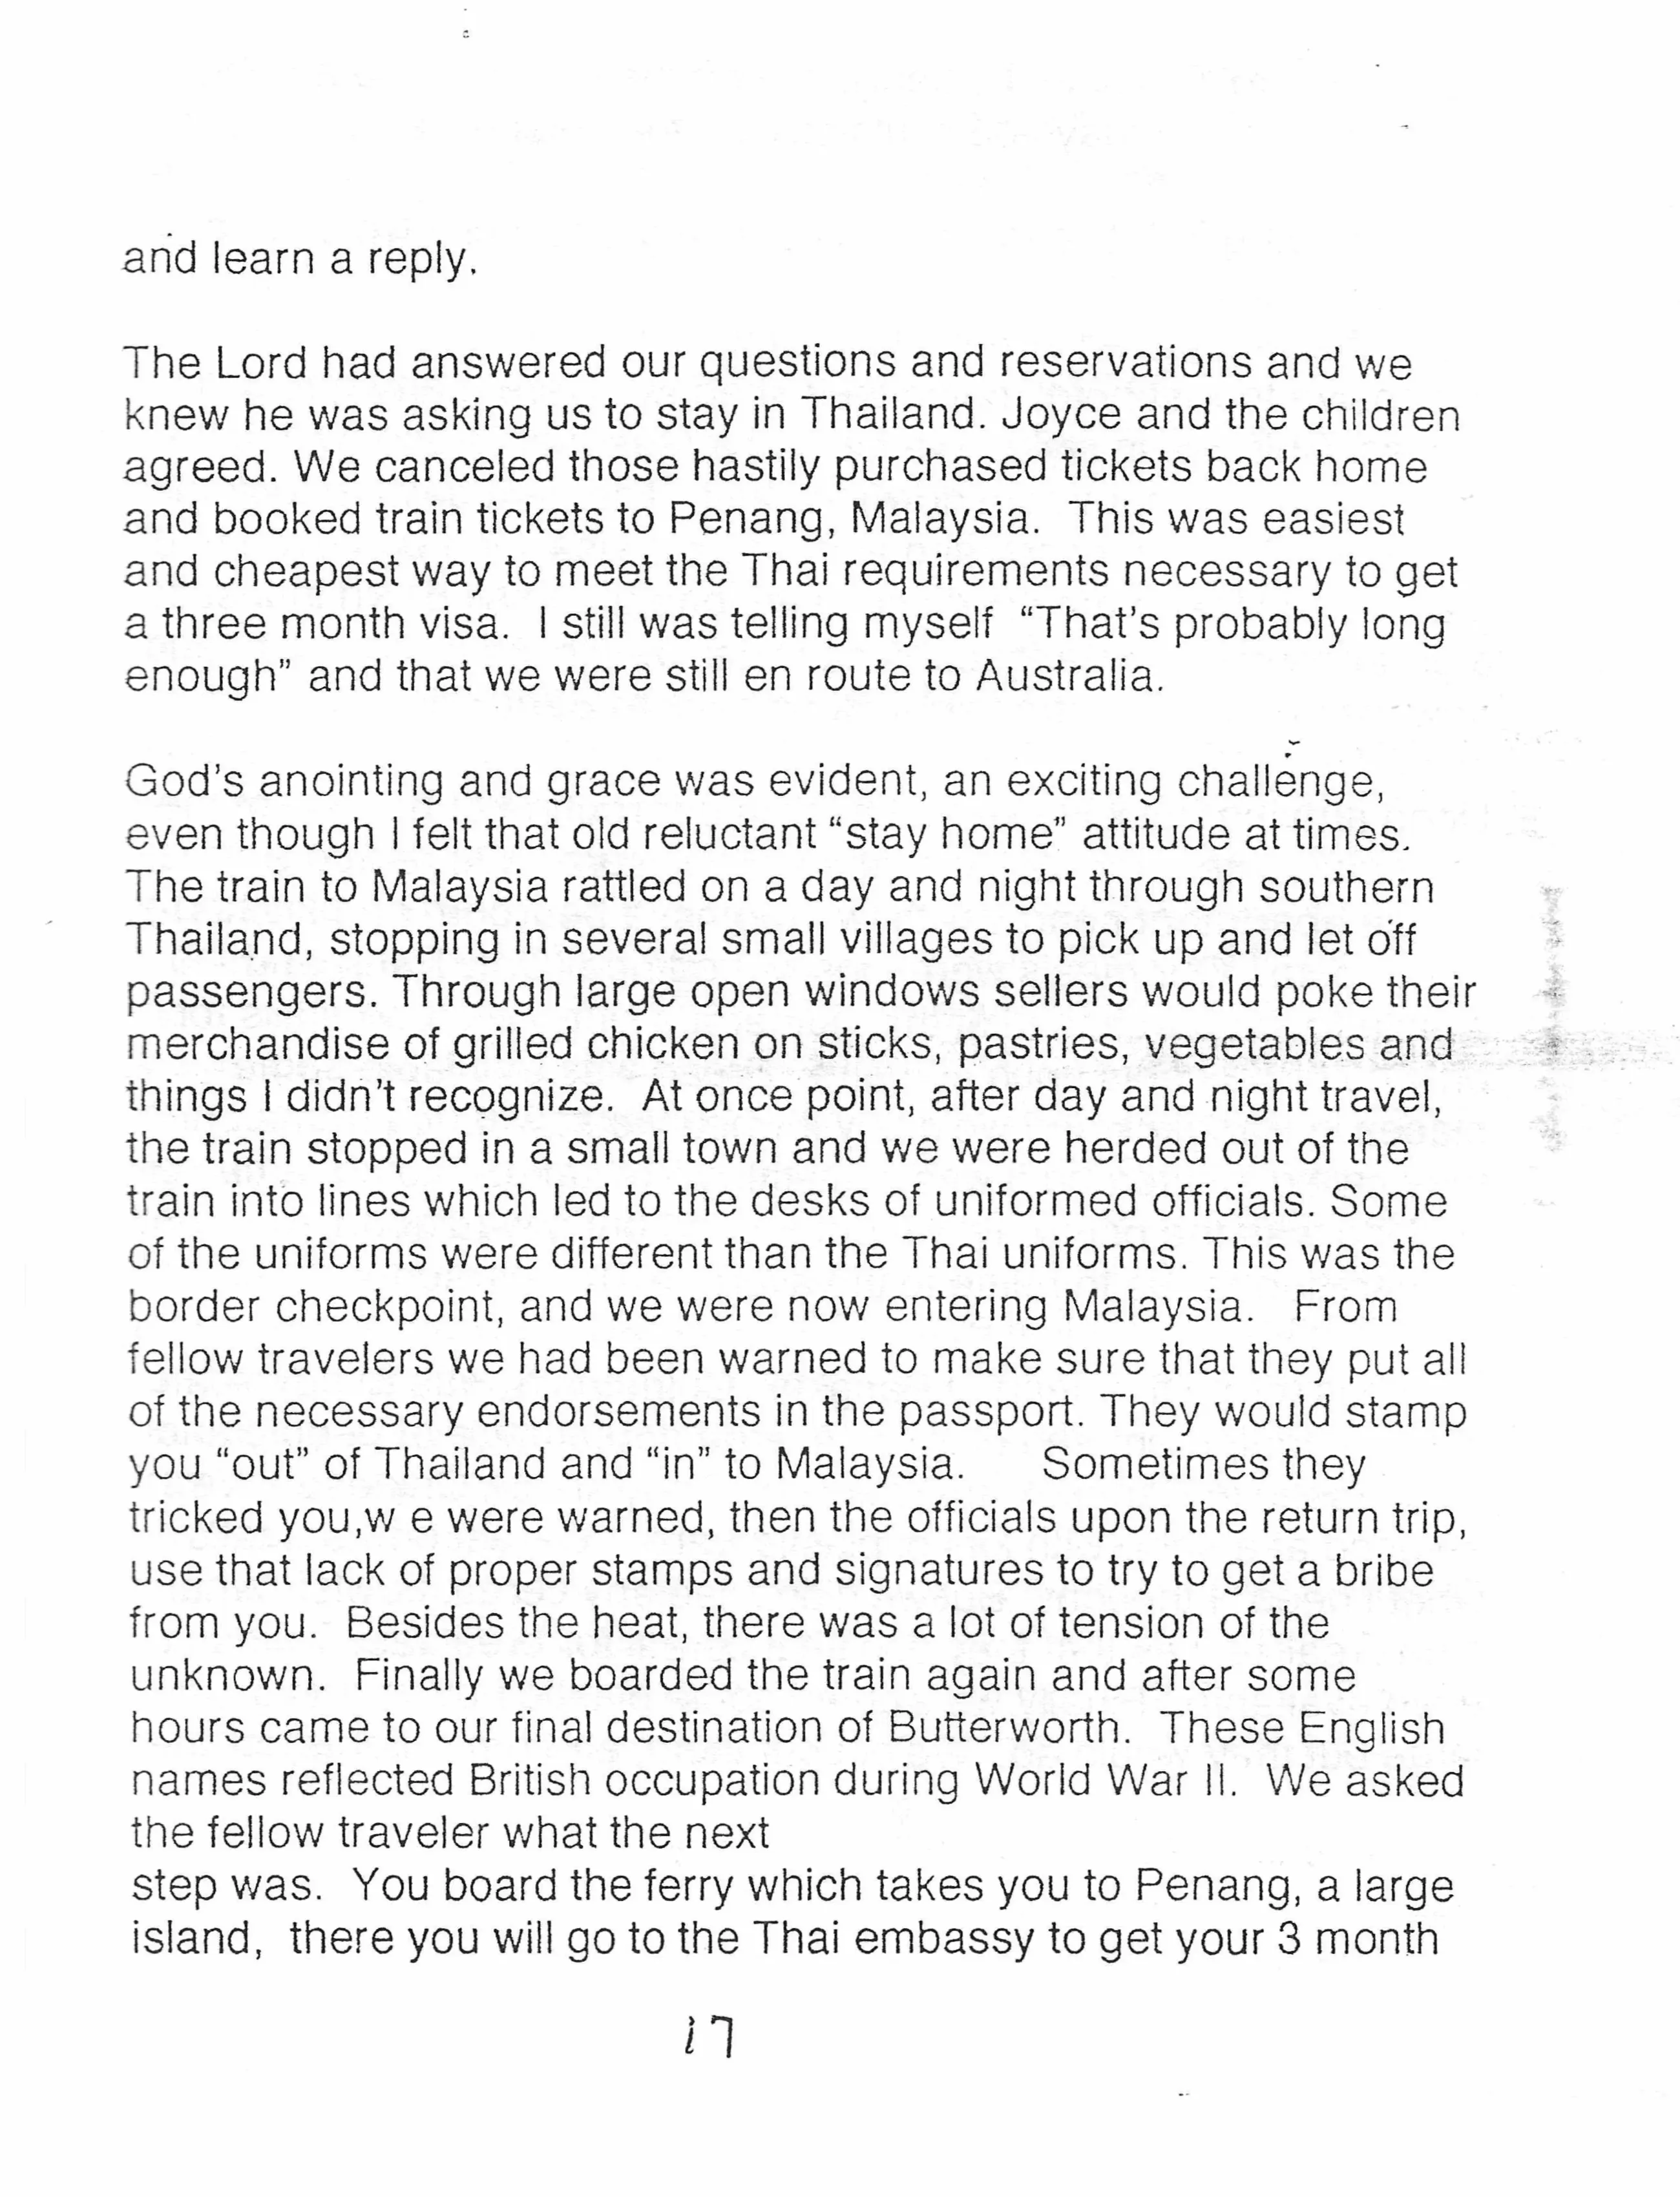 and learn a reply.
The Lord had answered our questions and reservations and we
knew he was asking us to stay in Thailand. Joyce and the children
agreed. We canceled those hastily purchased tickets back home
and booked train tickets to Penang, Malaysia.  This was easiest
and cheapest way to meet the Thai requirements necessary to get
a three month visa.  I still was telling myself  “That’s probably long
enough” and that we were still en route to Australia.
God’s anointing and grace was evident, an exciting challenge,
even though I felt that old reluctant “stay home” attitude at times.
The train to Malaysia rattled on a day and night through southern
Thailand, stopping in several small villages to pick up and let off
passengers. Through large open windows sellers would poke their
merchandise of grilled chicken on sticks, pastries, vegetables and
things I didn’t recognize.  At once point, after day and night travel,
the train stopped in a small town and we were herded out of the
train into lines which led to the desks of uniformed officials. Some
of the uniforms were different than the Thai uniforms. This was the
border checkpoint, and we were now entering Malaysia.   From
fellow travelers we had been warned to make sure that they put all
of the necessary endorsements in the passport. They would stamp
you “out” of Thailand and “in” to Malaysia.     Sometimes they
tricked you,w e were warned, then the officials upon the return trip,
use that lack of proper stamps and signatures to try to get a bribe
from you.  Besides the heat, there was a lot of tension of the
unknown.  Finally we boarded the train again and after some
hours came to our final destination of Butterworth.  These English
names reflected British occupation during World War II.  We asked
the fellow traveler what the next
step was.  You board the ferry which takes you to Penang, a large
island,  there you will go to the Thai embassy to get your 3 month
17